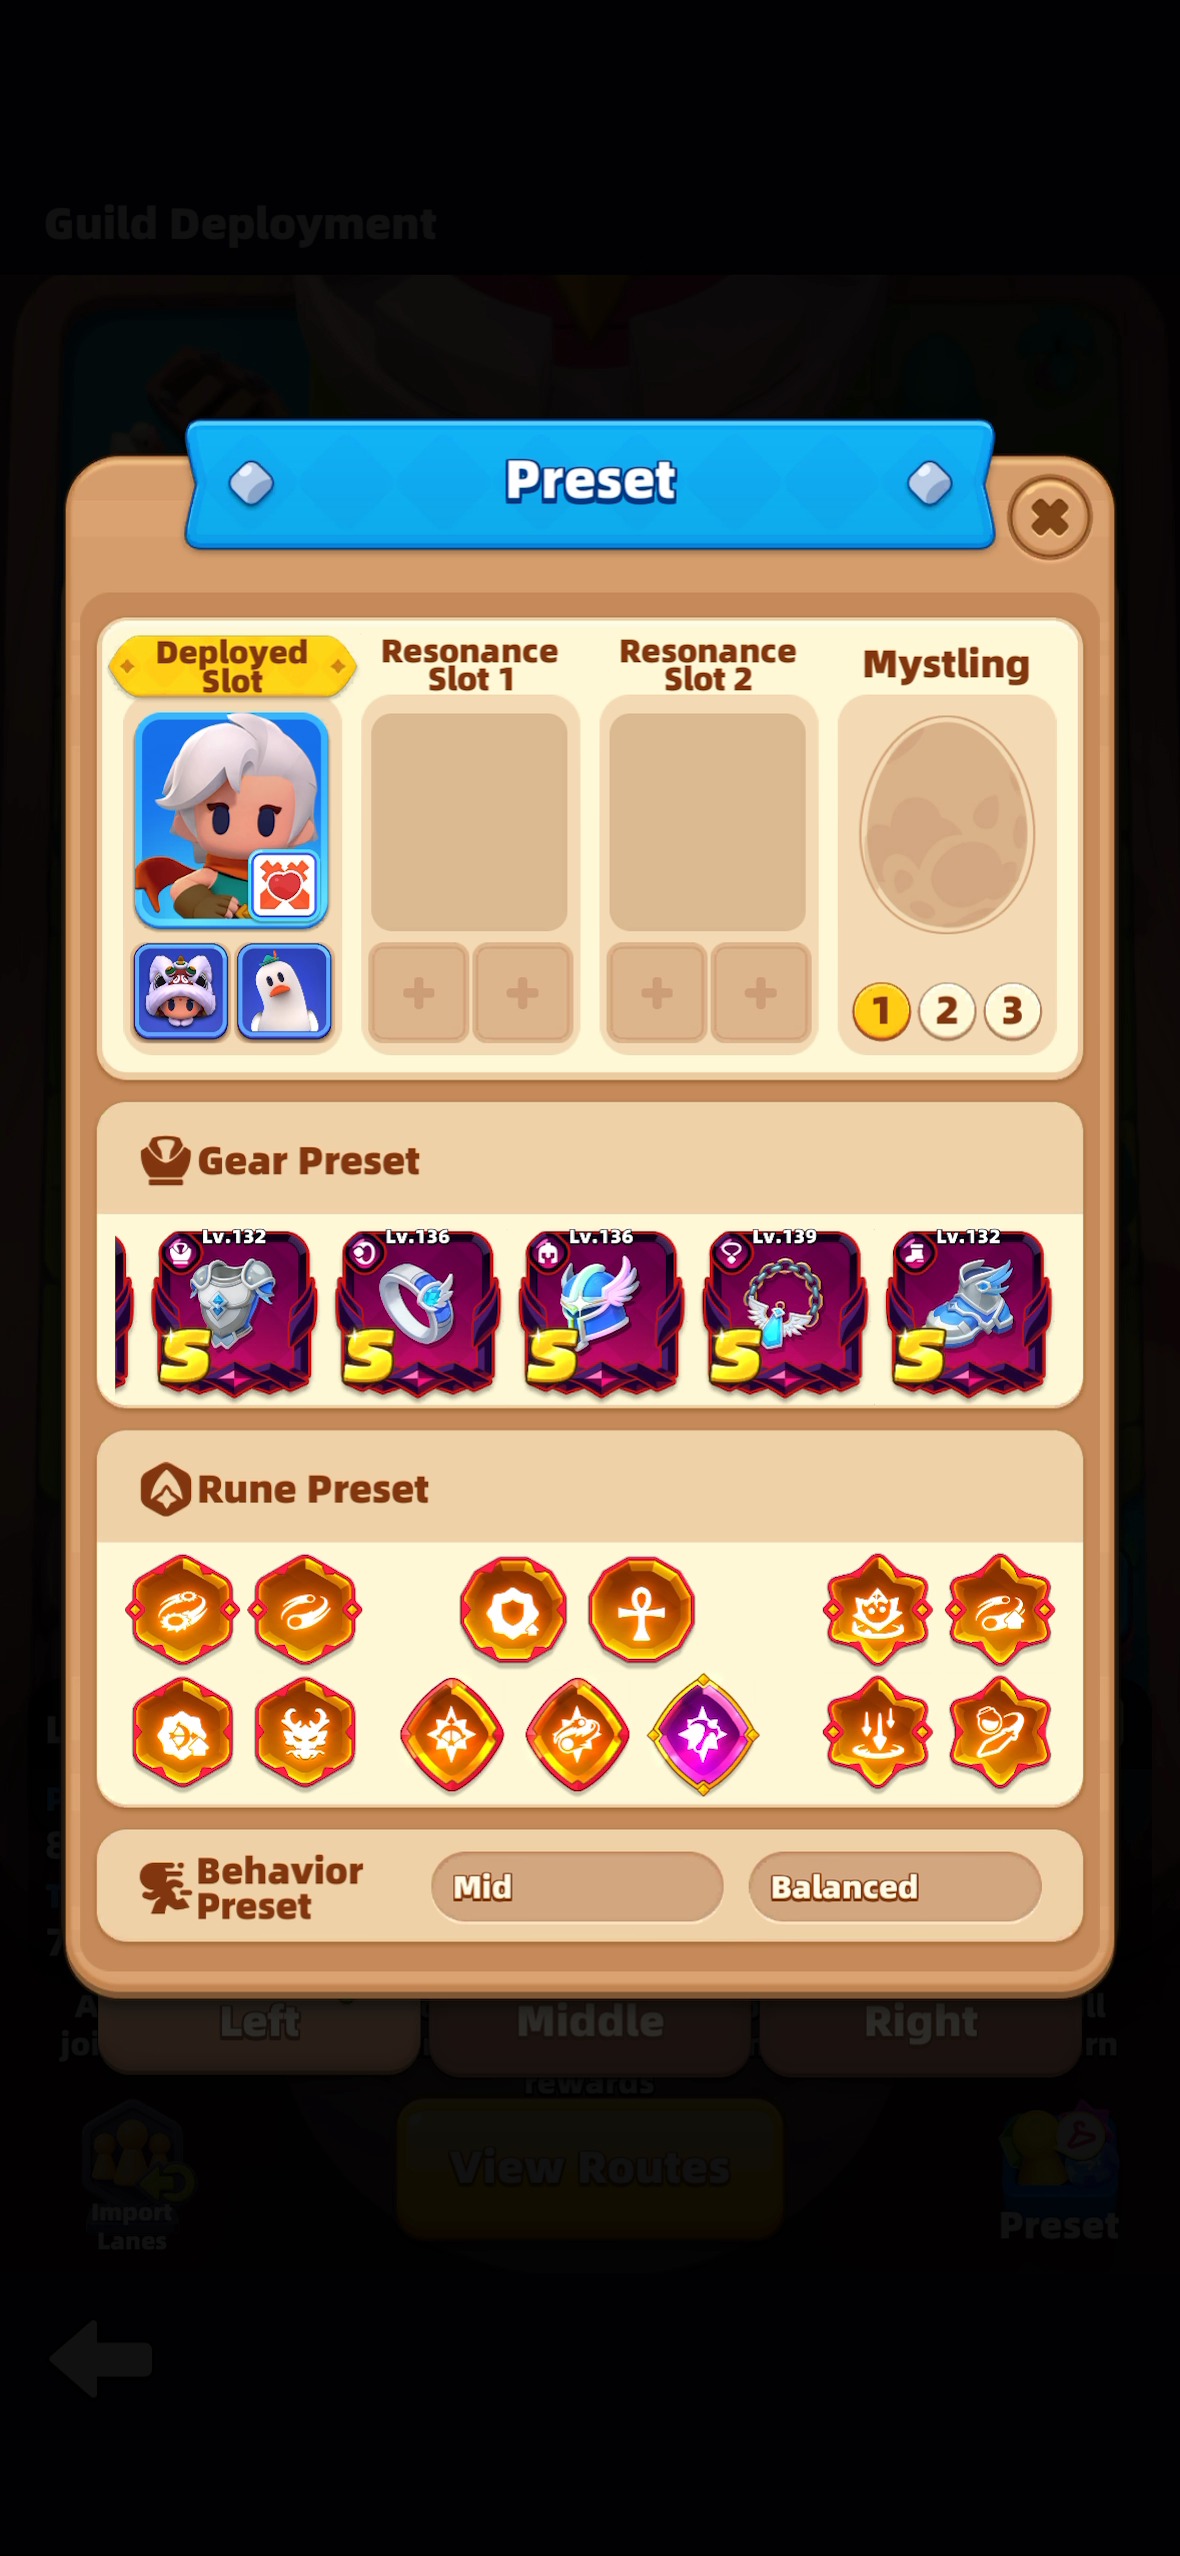 Guild Deployment
Preset
Deployed
Slot
Resonance
Slot 1
Resonance
Slot 2
Mystling
1 2 3
Gear Preset
Lv.132 Lv.136 Lv.136 Lv.139 Lv.132
S S S S S
Rune Preset
Behavior
Preset
Mid
Balanced
Left Middle Right
rewards
View Routes
Import
Lanes
Preset